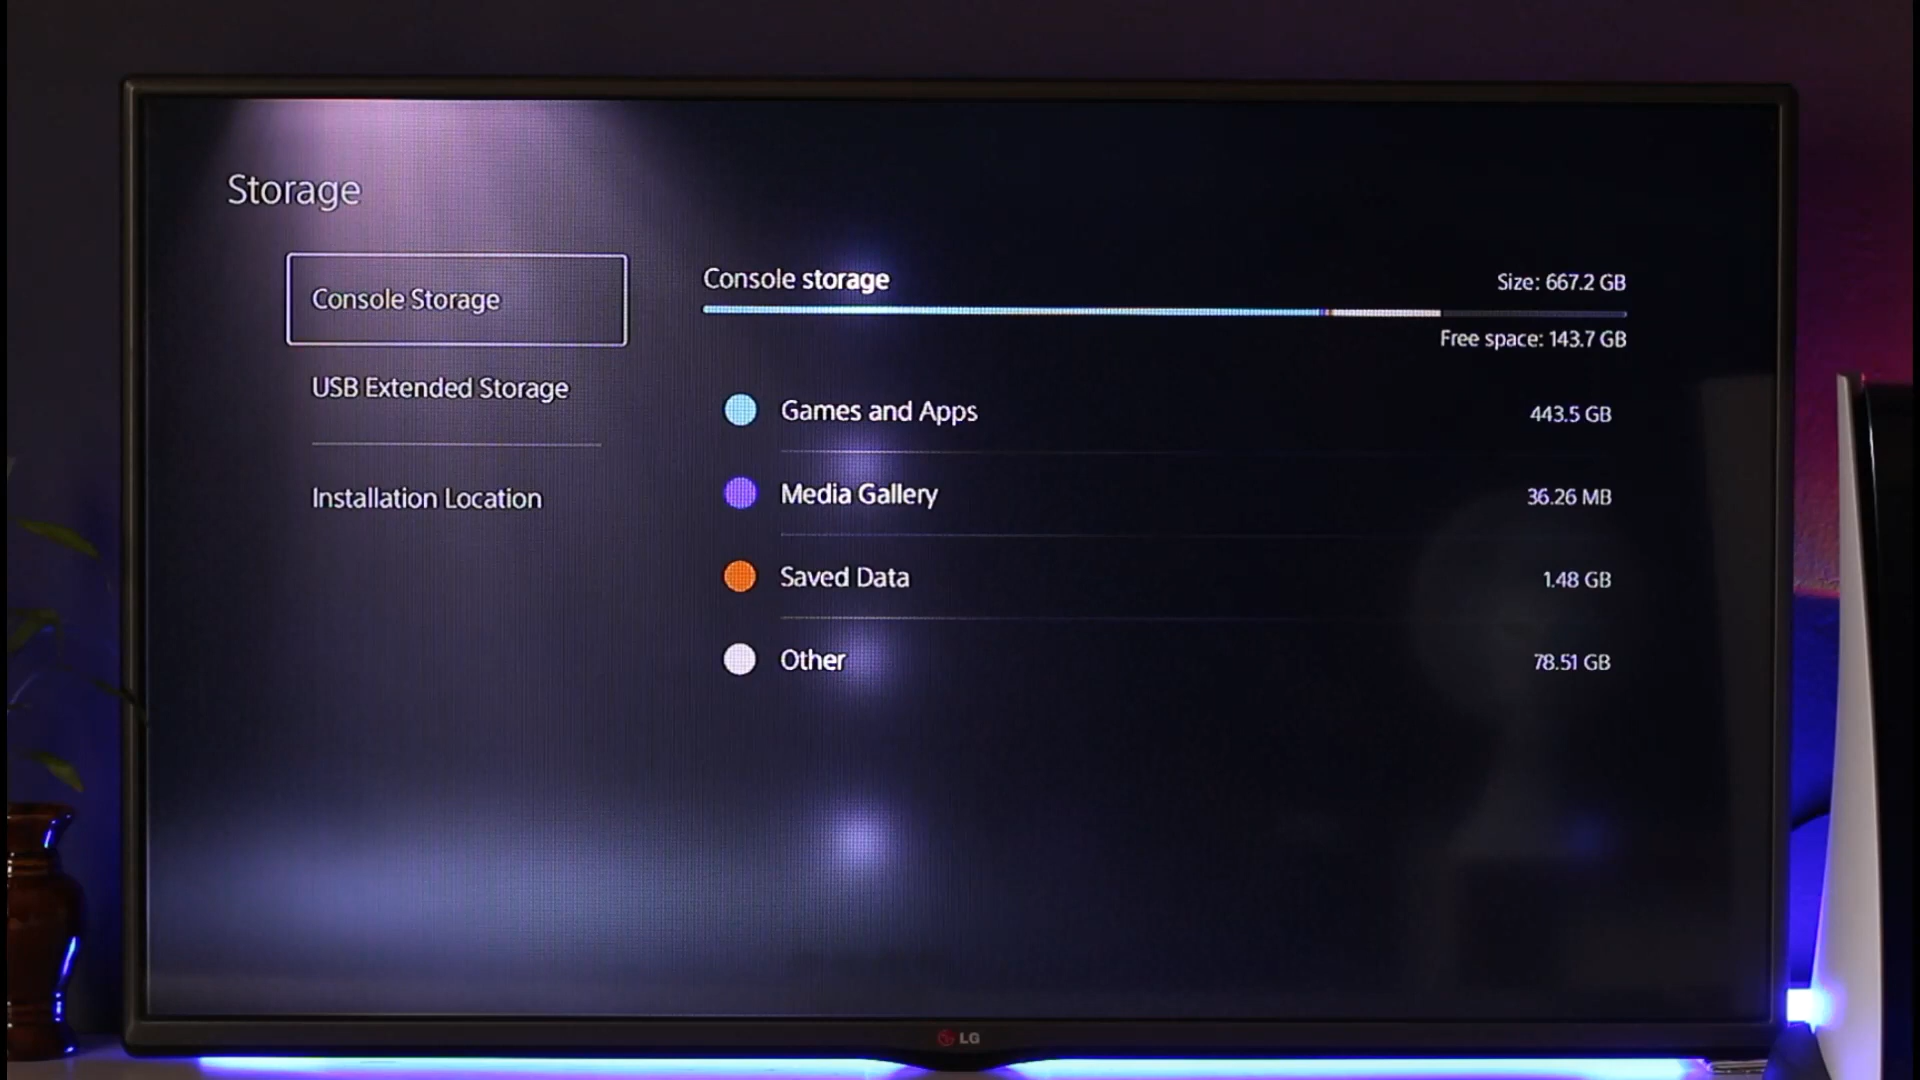 Storage
Console Storage
USB Extended Storage
Installation Location
Console storage
Size: 667.2 GB
Free space: 143.7 GB
Games and Apps 443.5 GB
Media Gallery 36.26 MB
Saved Data 1.48 GB
Other 78.51 GB
LG